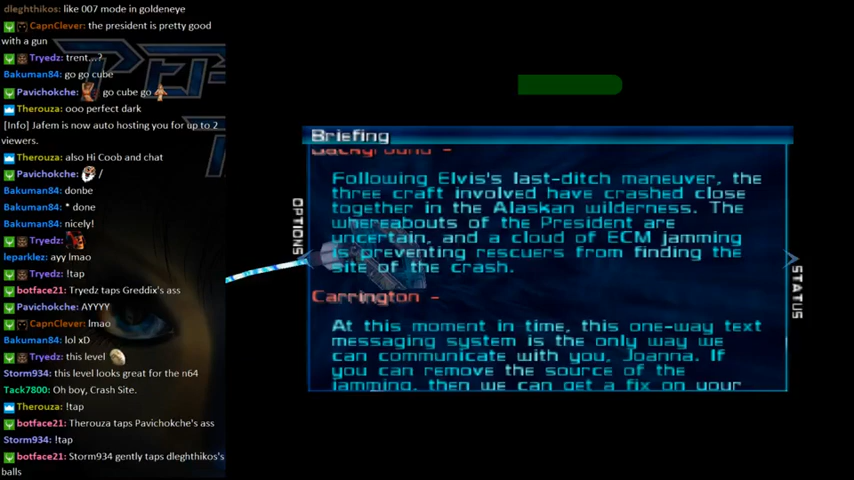 dleghthikos: like 007 mode in goldeneye
CapnClever: the president is pretty good
with a gun
Tryedz: trent...?
Bakuman84: go go cube
Pavichokche: go cube go
Therouza: ooo perfect dark
[Info] Jafem is now auto hosting you for up to 2
viewers.
Therouza: also Hi Coob and chat
Pavichokche: /
Bakuman84: donbe
Bakuman84: * done
Bakuman84: nicely!
Tryedz:
leparklez: ayy lmao
Tryedz: !tap
botface21: Tryedz taps Greddix's ass
Pavichokche: AYYYY
CapnClever: lmao
Bakuman84: lol xD
Tryedz: this level
Storm934: this level looks great for the n64
Tack7800: Oh boy, Crash Site.
Therouza: !tap
botface21: Therouza taps Pavichokche's ass
Storm934: !tap
botface21: Storm934 gently taps dleghthikos's
balls
Briefing
Background -
Following Elvis's last-ditch maneuver, the
three craft involved have crashed close
together in the Alaskan wilderness. The
whereabouts of the President are
uncertain, and a cloud of ECM jamming
is preventing rescuers from finding the
site of the crash.
Carrington -
At this moment in time, this one-way text
messaging system is the only way we
can communicate with you, Joanna. If
you can remove the source of the
jamming, then we can get a fix on your
OPTIONS
STATUS